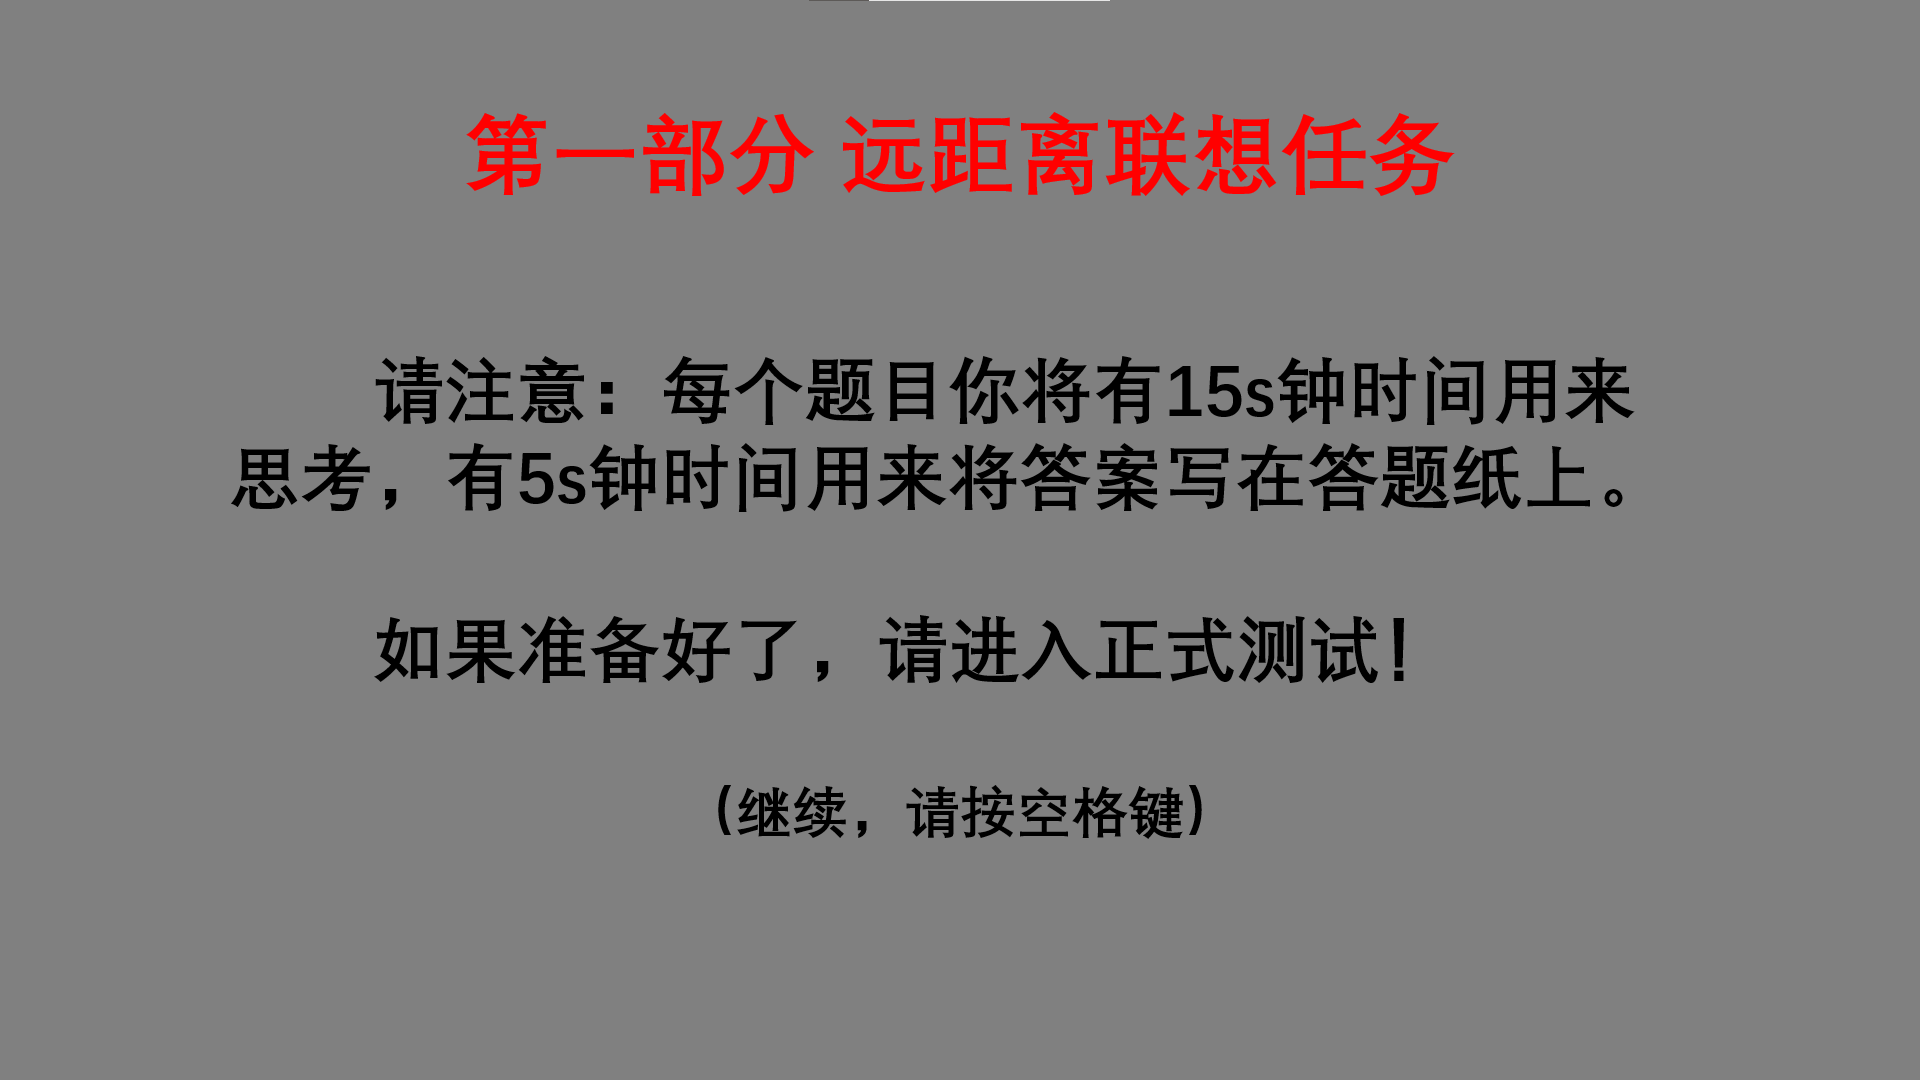 第一部分 远距离联想任务
请注意：每个题目你将有15s钟时间用来
思考，有5s钟时间用来将答案写在答题纸上。
如果准备好了，请进入正式测试！
(继续，请按空格键)